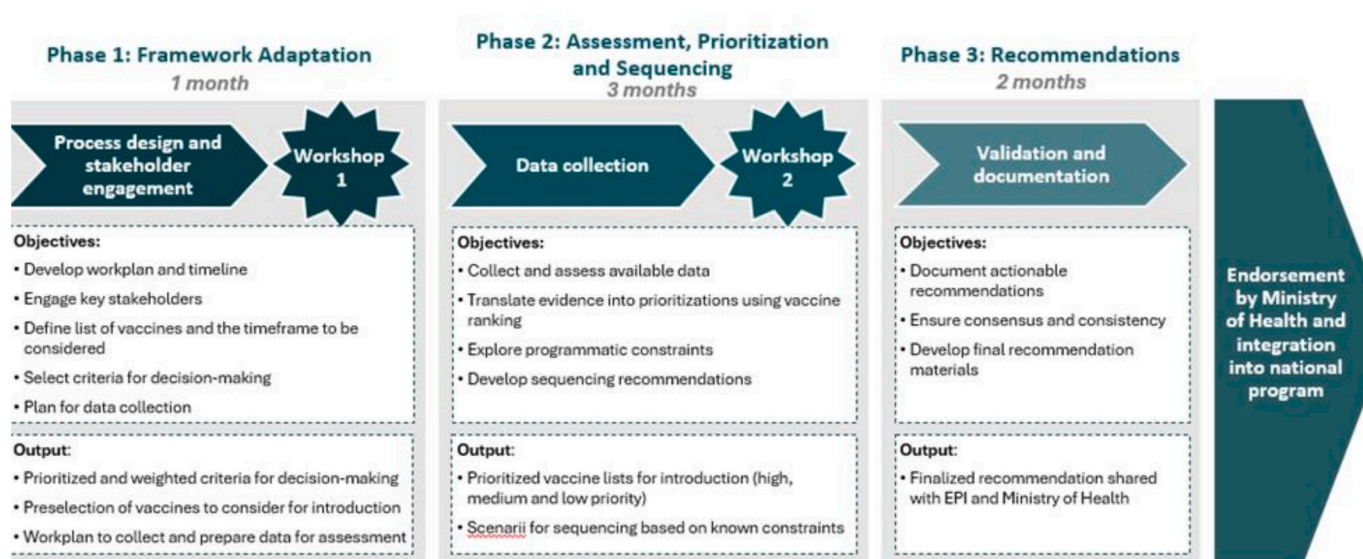 Phase 1: Framework Adaptation
1 month
Process design and
stakeholder
engagement
Workshop
1
Objectives:
• Develop workplan and timeline
• Engage key stakeholders
• Define list of vaccines and the timeframe to be
considered
• Select criteria for decision-making
• Plan for data collection
Output:
• Prioritized and weighted criteria for decision-making
• Preselection of vaccines to consider for introduction
• Workplan to collect and prepare data for assessment
Phase 2: Assessment, Prioritization
and Sequencing
3 months
Data collection
Workshop
2
Objectives:
• Collect and assess available data
• Translate evidence into prioritizations using vaccine
ranking
• Explore programmatic constraints
• Develop sequencing recommendations
Output:
• Prioritized vaccine lists for introduction (high,
medium and low priority)
• Scenarii for sequencing based on known constraints
Phase 3: Recommendations
2 months
Validation and
documentation
Objectives:
• Document actionable
recommendations
• Ensure consensus and consistency
• Develop final recommendation
materials
Output:
• Finalized recommendation shared
with EPI and Ministry of Health
Endorsement
by Ministry
of Health and
integration
into national
program